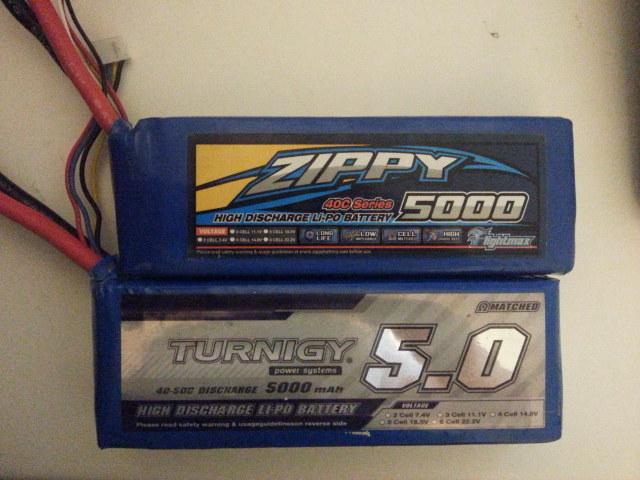 ZIPPY
40C Series
HIGH DISCHARGE LI-PO BATTERY 5000
VOLTAGE
LONG LIFE
LOW
CELL
HIGH
flightmax
MATCHED
TURNIGY® 5.0
power systems
40-50C DISCHARGE 5000 mAh
HIGH DISCHARGE LI-PO BATTERY
VOLTAGE
2 Cell 7.4V 3 Cell 11.1V 4 Cell 14.8V
5 Cell 18.5V 6 Cell 22.2V
Please read safety warning & usageguidelineson reverse side